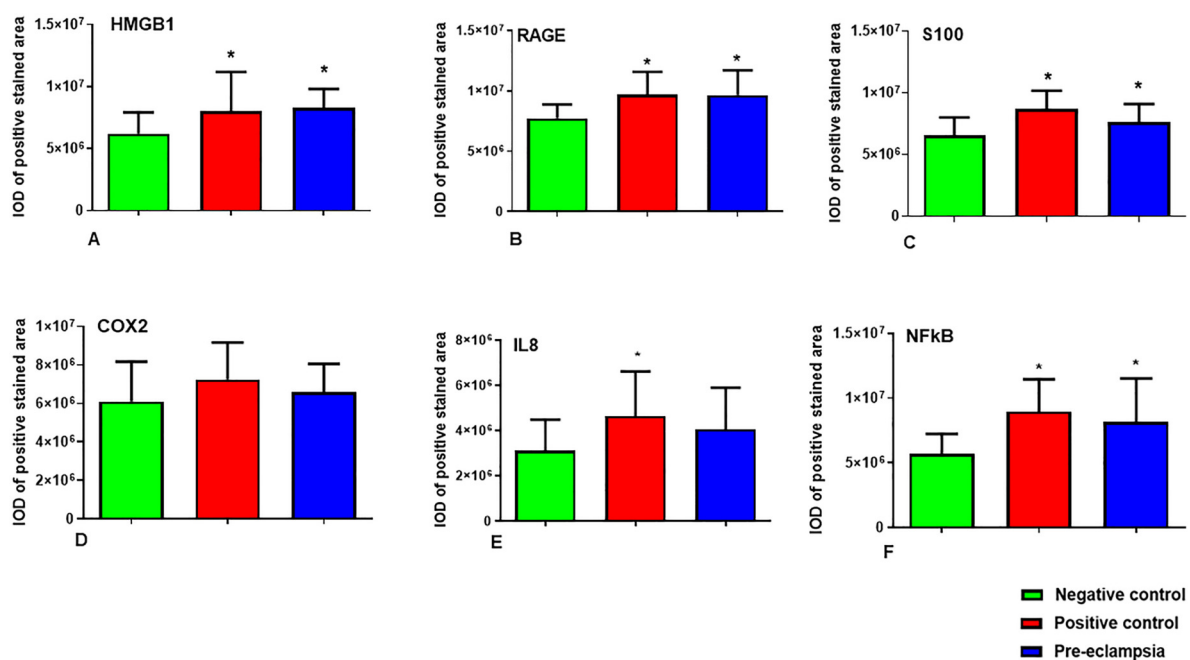 HMGB1
IOD of positive stained area
1.5×10⁷
1×10⁷
5×10⁶
0
*
*
A
RAGE
IOD of positive stained area
1.5×10⁷
1×10⁷
5×10⁶
0
*
*
B
S100
IOD of positive stained area
1.5×10⁷
1×10⁷
5×10⁶
0
*
*
C
COX2
IOD of positive stained area
1×10⁷
8×10⁶
6×10⁶
4×10⁶
2×10⁶
0
D
IL8
IOD of positive stained area
8×10⁶
6×10⁶
4×10⁶
2×10⁶
0
*
E
NFkB
IOD of positive stained area
1.5×10⁷
1×10⁷
5×10⁶
0
*
*
F
Negative control
Positive control
Pre-eclampsia